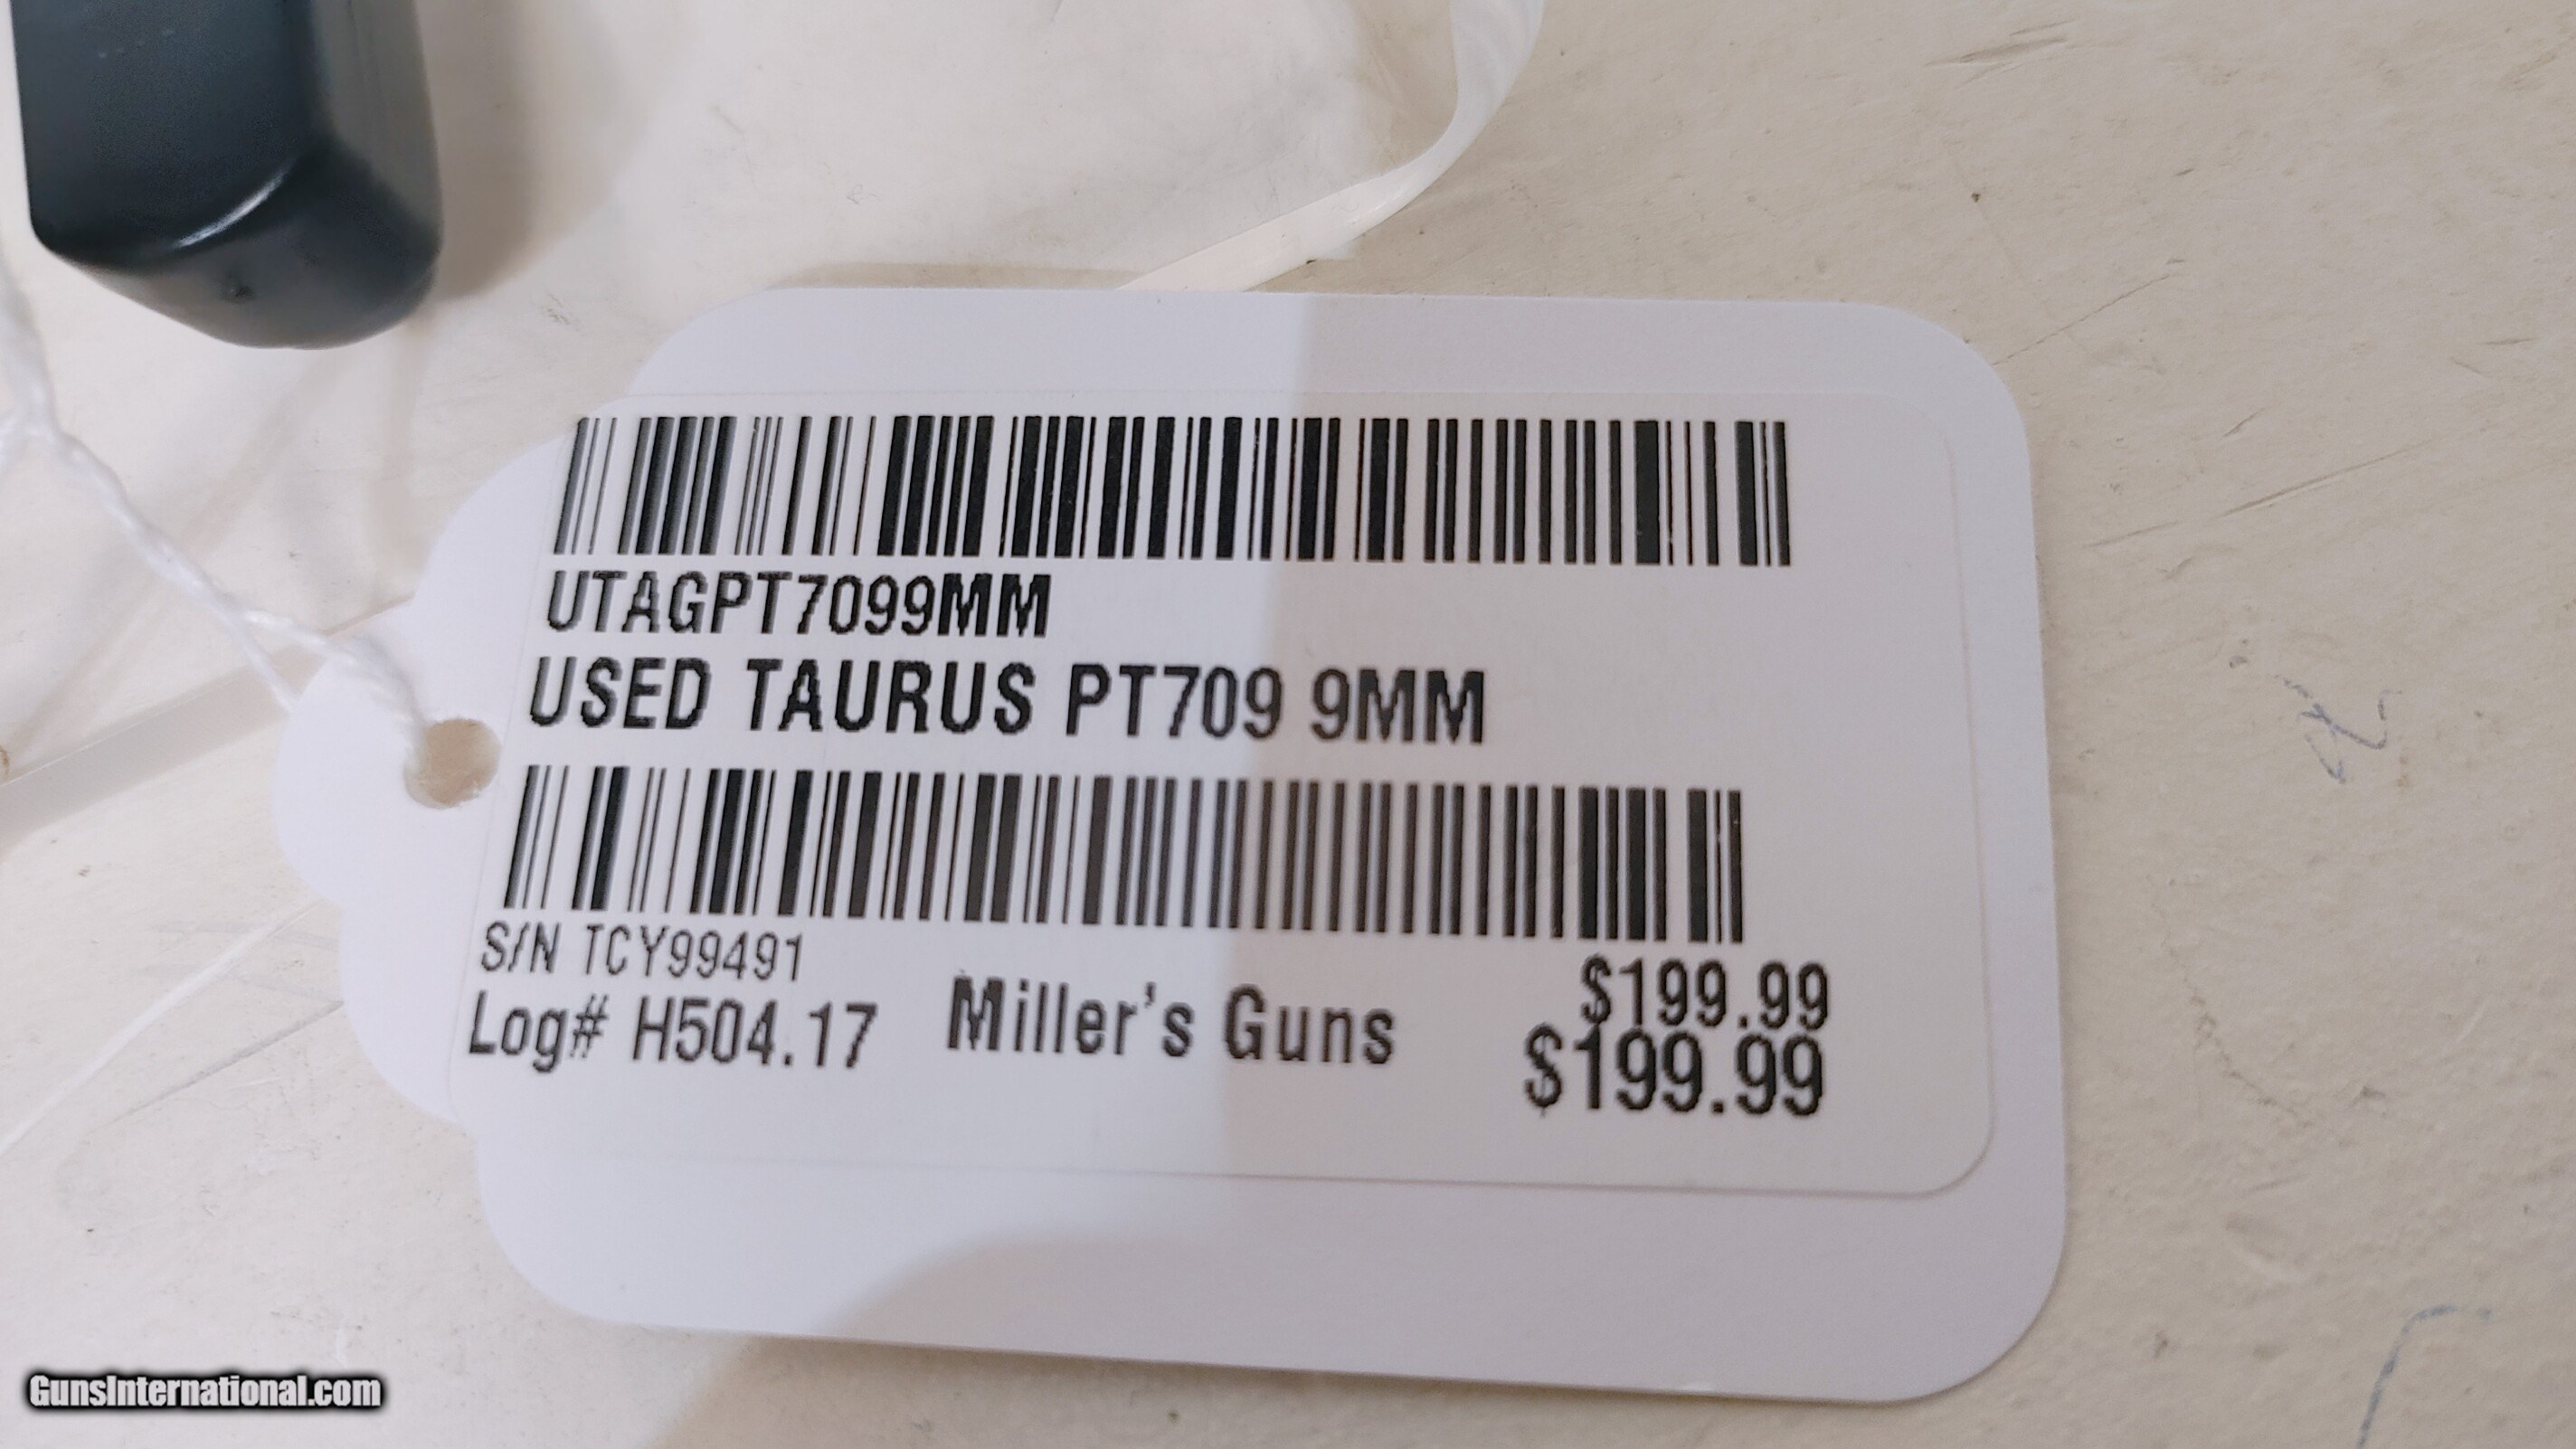 UTAGPT7099MM
USED TAURUS PT709 9MM
S/N TCY99491
$199.99
Log# H504.17 Miller's Guns
$199.99
GunsInternational.com